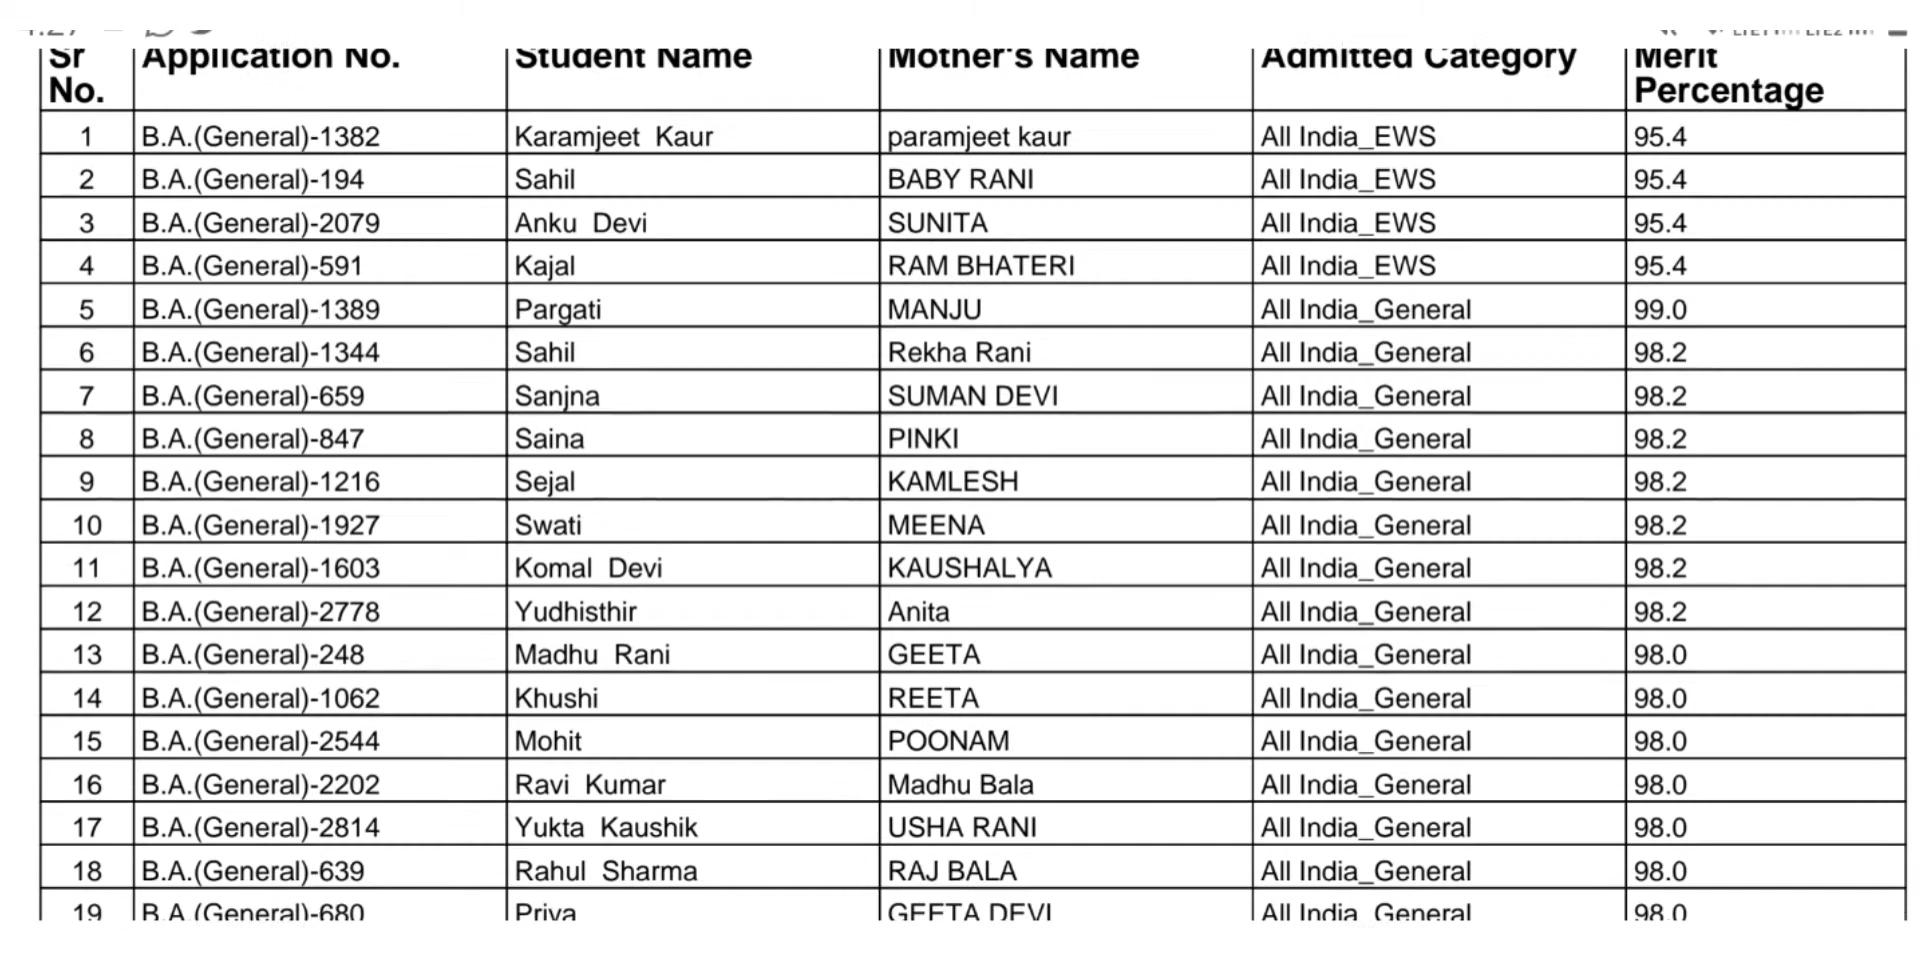 Sr No. Application No. Student Name Mother's Name Admitted Category Merit Percentage
1 B.A.(General)-1382 Karamjeet Kaur paramjeet kaur All India_EWS 95.4
2 B.A.(General)-194 Sahil BABY RANI All India_EWS 95.4
3 B.A.(General)-2079 Anku Devi SUNITA All India_EWS 95.4
4 B.A.(General)-591 Kajal RAM BHATERI All India_EWS 95.4
5 B.A.(General)-1389 Pargati MANJU All India_General 99.0
6 B.A.(General)-1344 Sahil Rekha Rani All India_General 98.2
7 B.A.(General)-659 Sanjna SUMAN DEVI All India_General 98.2
8 B.A.(General)-847 Saina PINKI All India_General 98.2
9 B.A.(General)-1216 Sejal KAMLESH All India_General 98.2
10 B.A.(General)-1927 Swati MEENA All India_General 98.2
11 B.A.(General)-1603 Komal Devi KAUSHALYA All India_General 98.2
12 B.A.(General)-2778 Yudhisthir Anita All India_General 98.2
13 B.A.(General)-248 Madhu Rani GEETA All India_General 98.0
14 B.A.(General)-1062 Khushi REETA All India_General 98.0
15 B.A.(General)-2544 Mohit POONAM All India_General 98.0
16 B.A.(General)-2202 Ravi Kumar Madhu Bala All India_General 98.0
17 B.A.(General)-2814 Yukta Kaushik USHA RANI All India_General 98.0
18 B.A.(General)-639 Rahul Sharma RAJ BALA All India_General 98.0
19 B.A.(General)-680 Priya GEETA DEVI All India_General 98.0